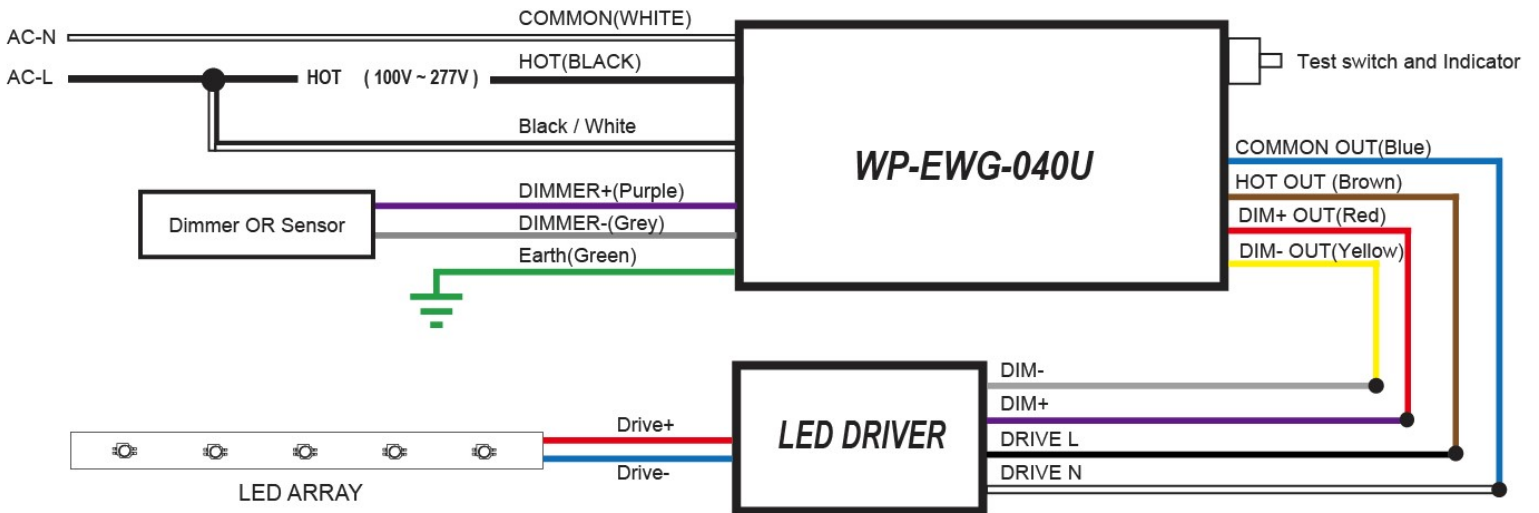 COMMON(WHITE)
AC-N
HOT(BLACK)
AC-L
HOT ( 100V ~ 277V )
Test switch and Indicator
Black / White
WP-EWG-040U
COMMON OUT(Blue)
DIMMER+(Purple)
HOT OUT (Brown)
Dimmer OR Sensor
DIMMER-(Grey)
DIM+ OUT(Red)
Earth(Green)
DIM- OUT(Yellow)
DIM-
DIM+
Drive+
LED DRIVER
DRIVE L
Drive-
DRIVE N
LED ARRAY